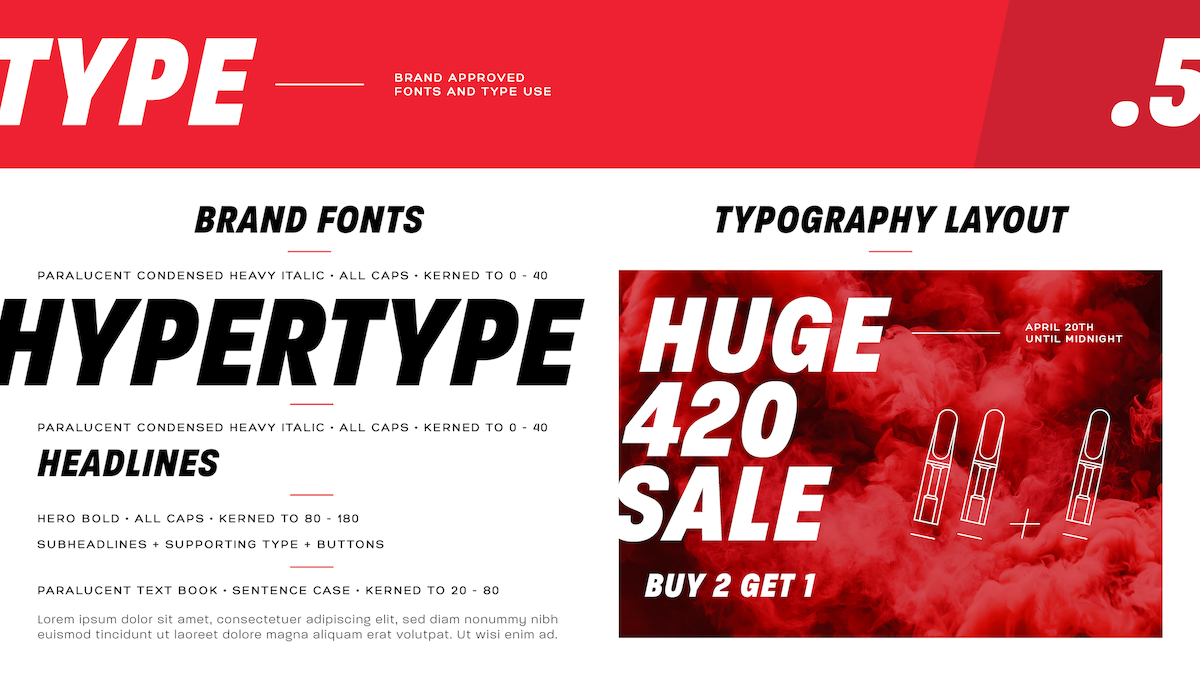 TYPE
BRAND APPROVED
FONTS AND TYPE USE
.5
BRAND FONTS
PARALUCENT CONDENSED HEAVY ITALIC • ALL CAPS • KERNED TO 0 - 40
HYPERTYPE
PARALUCENT CONDENSED HEAVY ITALIC • ALL CAPS • KERNED TO 0 - 40
HEADLINES
HERO BOLD • ALL CAPS • KERNED TO 80 - 180
SUBHEADLINES + SUPPORTING TYPE + BUTTONS
PARALUCENT TEXT BOOK • SENTENCE CASE • KERNED TO 20 - 80
Lorem ipsum dolor sit amet, consectetuer adipiscing elit, sed diam nonummy nibh
euismod tincidunt ut laoreet dolore magna aliquam erat volutpat. Ut wisi enim ad.
TYPOGRAPHY LAYOUT
HUGE
420
SALE
APRIL 20TH
UNTIL MIDNIGHT
+
BUY 2 GET 1